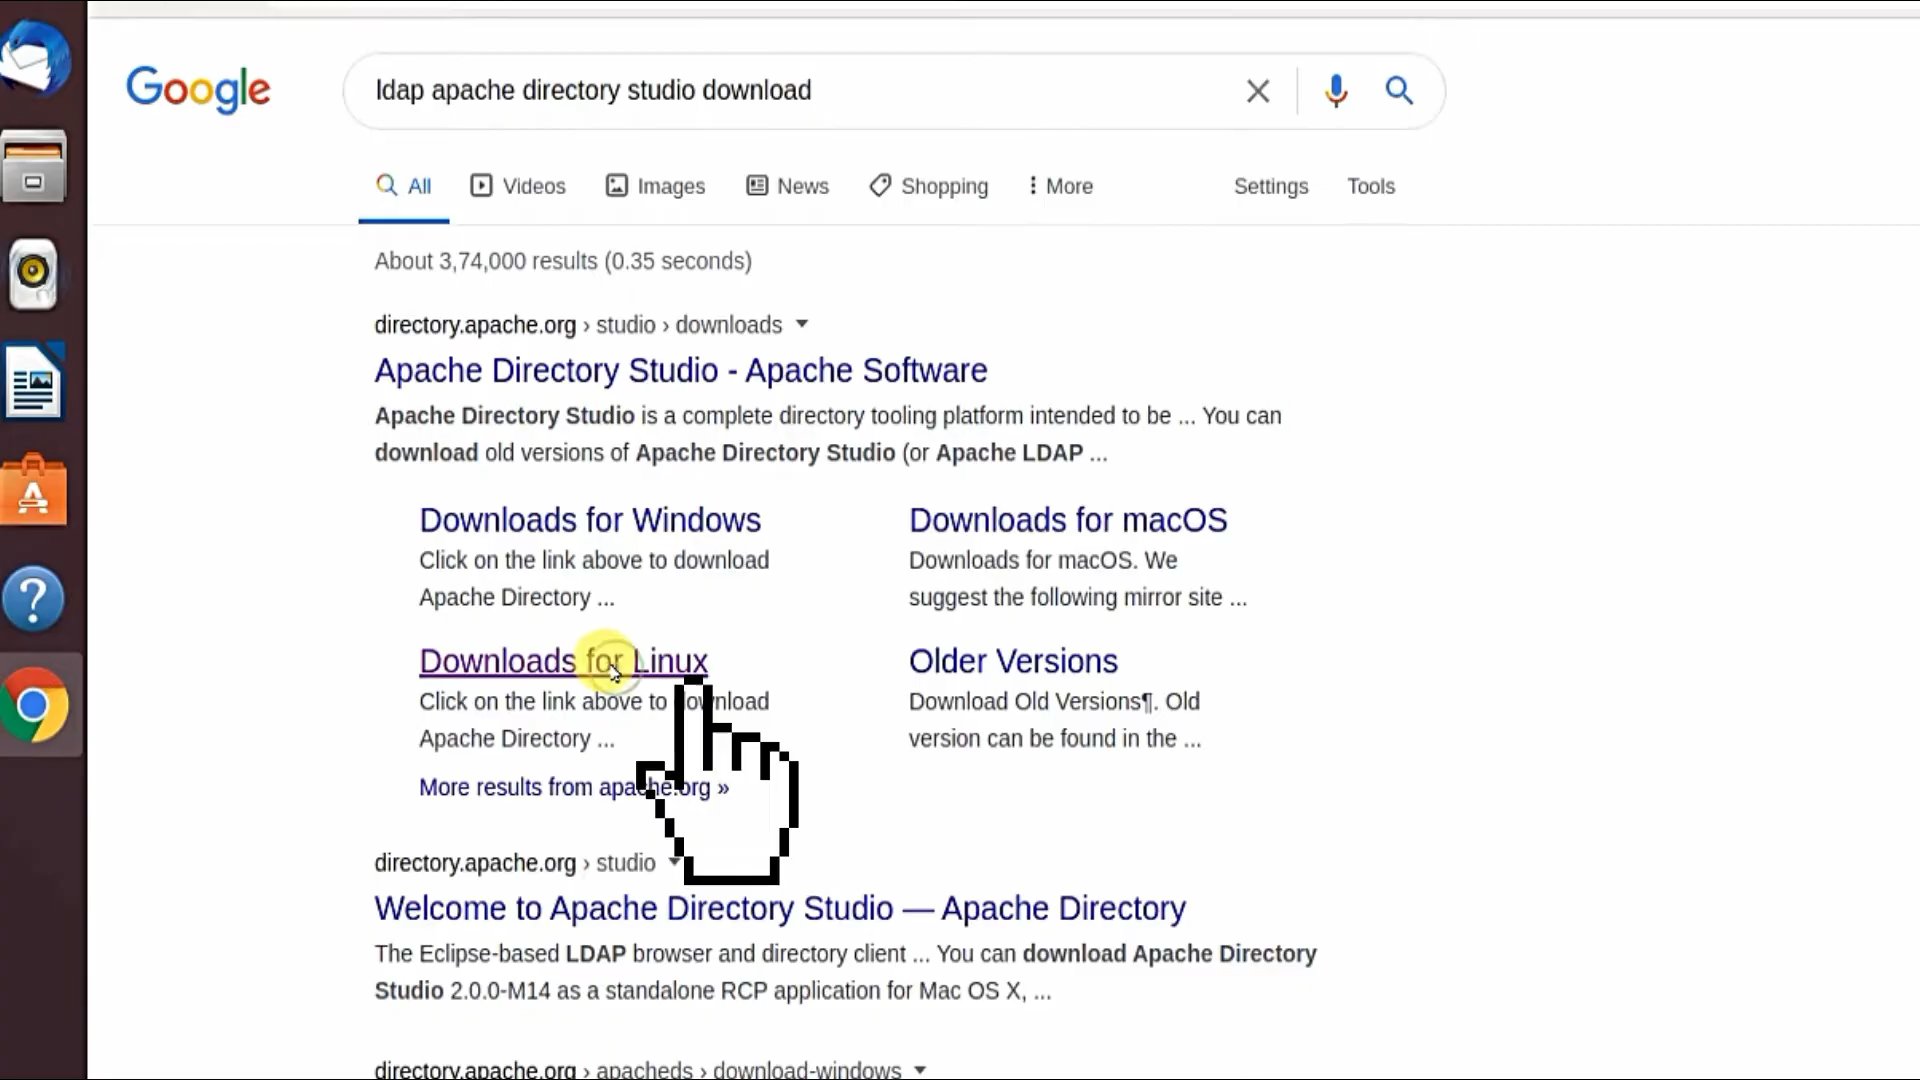 Google
ldap apache directory studio download
All Videos Images News Shopping More Settings Tools
About 3,74,000 results (0.35 seconds)
directory.apache.org › studio › downloads
Apache Directory Studio - Apache Software
Apache Directory Studio is a complete directory tooling platform intended to be ... You can
download old versions of Apache Directory Studio (or Apache LDAP ...
Downloads for Windows
Click on the link above to download
Apache Directory ...
Downloads for macOS
Downloads for macOS. We
suggest the following mirror site ...
Downloads for Linux
Click on the link above to download
Apache Directory ...
Older Versions
Download Old Versions¶. Old
version can be found in the ...
More results from apache.org »
directory.apache.org › studio
Welcome to Apache Directory Studio — Apache Directory
The Eclipse-based LDAP browser and directory client ... You can download Apache Directory
Studio 2.0.0-M14 as a standalone RCP application for Mac OS X, ...
directory.apache.org › apacheds › download-windows